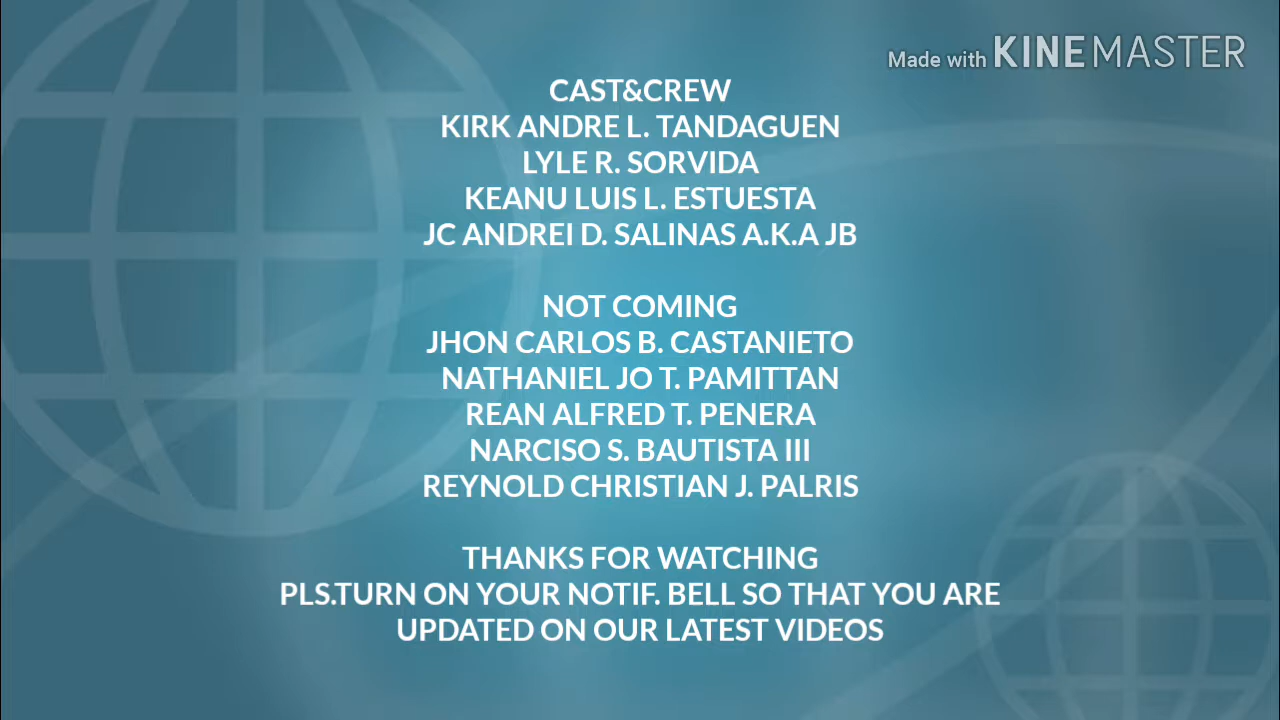 Made with KINEMASTER
CAST&CREW
KIRK ANDRE L. TANDAGUEN
LYLE R. SORVIDA
KEANU LUIS L. ESTUESTA
JC ANDREI D. SALINAS A.K.A JB
NOT COMING
JHON CARLOS B. CASTANIETO
NATHANIEL JO T. PAMITTAN
REAN ALFRED T. PENERA
NARCISO S. BAUTISTA III
REYNOLD CHRISTIAN J. PALRIS
THANKS FOR WATCHING
PLS.TURN ON YOUR NOTIF. BELL SO THAT YOU ARE
UPDATED ON OUR LATEST VIDEOS